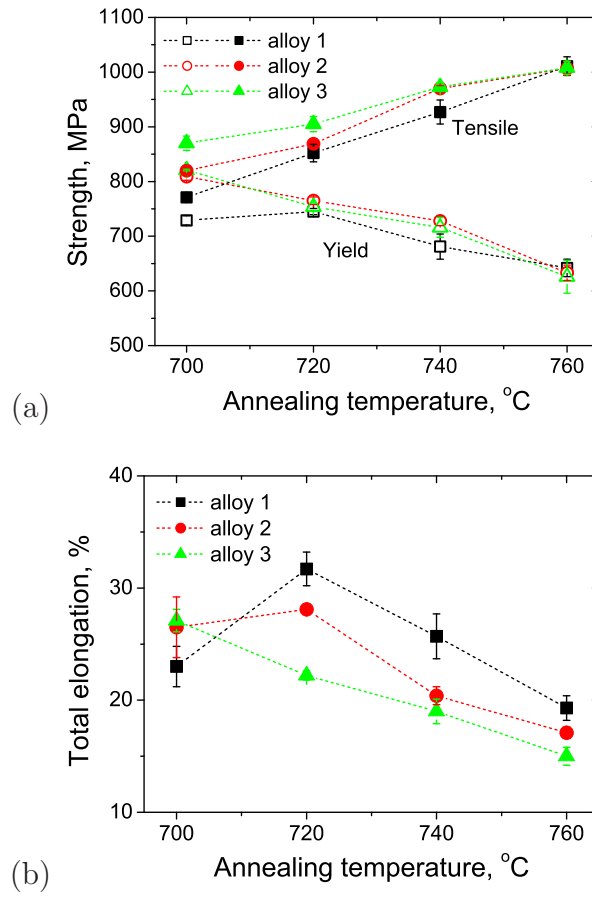 1100
1000
900
800
700
600
500
Strength, MPa
alloy 1
alloy 2
alloy 3
Tensile
Yield
700 720 740 760
Annealing temperature, °C
(a)
40
30
20
10
Total elongation, %
alloy 1
alloy 2
alloy 3
700 720 740 760
Annealing temperature, °C
(b)